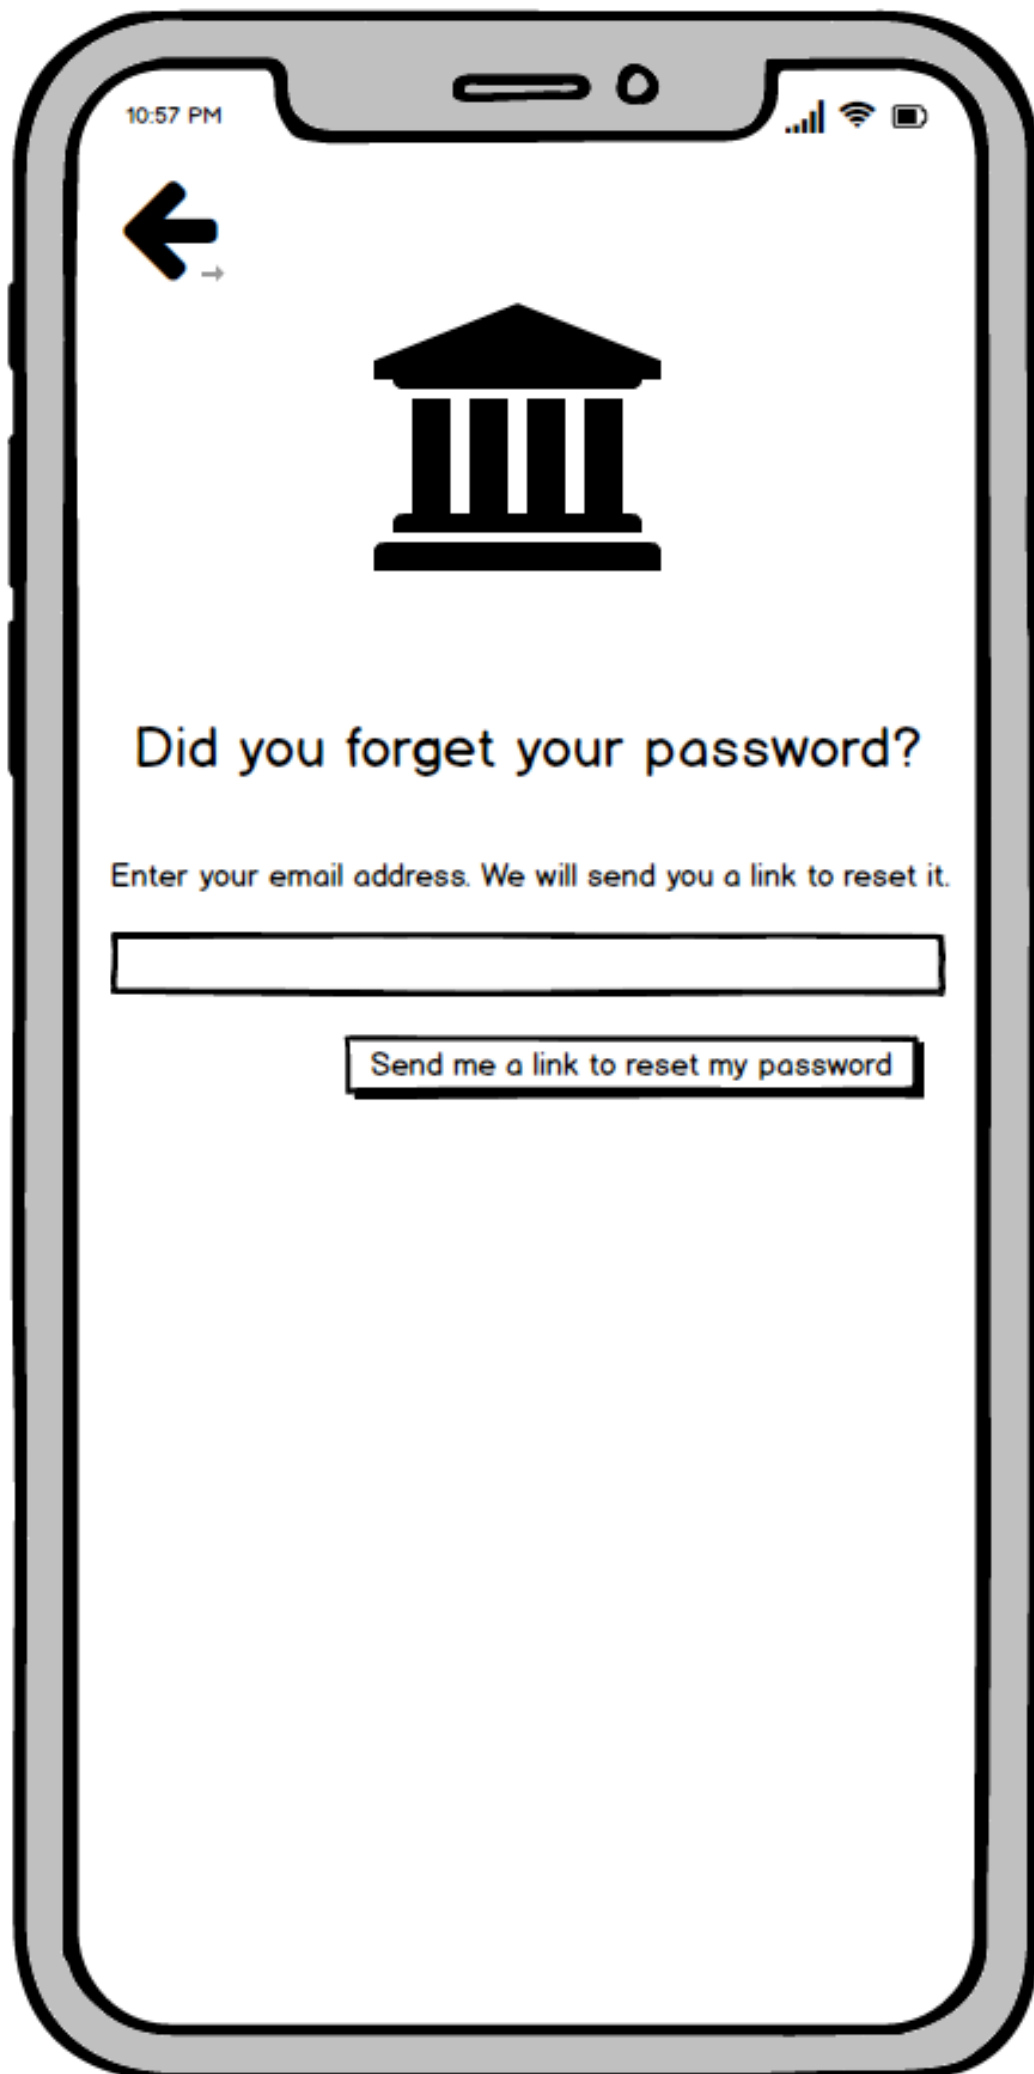 10:57 PM
Did you forget your password?
Enter your email address. We will send you a link to reset it.
Send me a link to reset my password